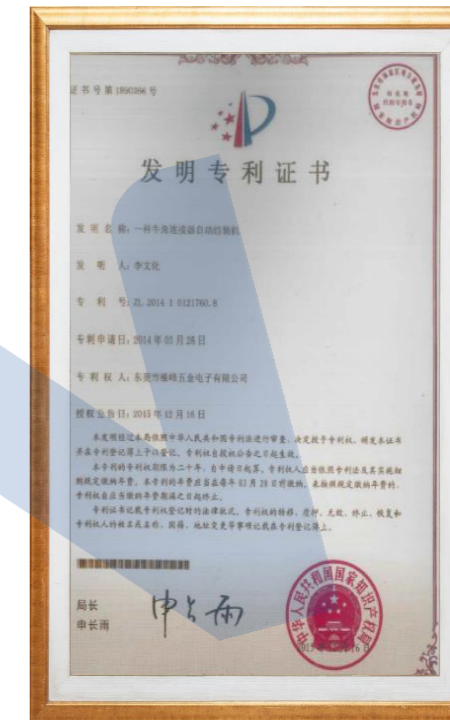 证书号第1890386号
发明专利证书
发明名称：一种牛角连接器自动组装机
发明人：李文化
专利号：ZL 2014 1 0121760.8
专利申请日：2014年03月28日
专利权人：东莞市维峰五金电子有限公司
授权公告日：2015年12月16日
本发明经过本局依照中华人民共和国专利法进行审查，决定授予专利权，颁发本证书
并在专利登记簿上予以登记。专利权自授权公告之日起生效。
本专利的专利权期限为二十年，自申请日起算。专利权人应当依照专利法及其实施细
则规定缴纳年费。本专利的年费应当在每年03月28日前缴纳。未按照规定缴纳年费的，
专利权自应当缴纳年费期满之日起终止。
专利证书记载专利权登记时的法律状况。专利权的转移、质押、无效、终止、恢复和
专利权人的姓名或名称、国籍、地址变更等事项记载在专利登记簿上。
局长
申长雨
申长雨
中华人民共和国国家知识产权局